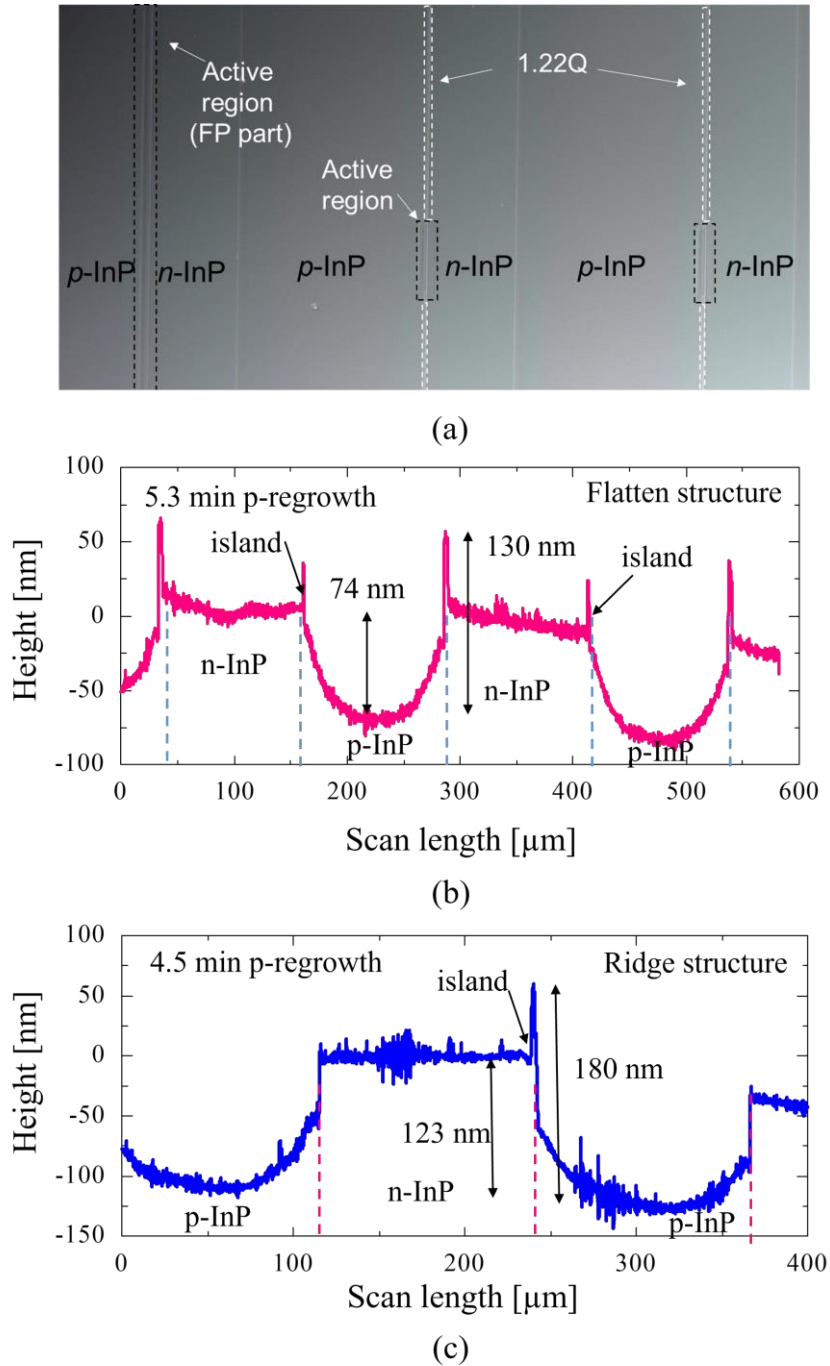 Active
region
(FP part)
1.22Q
Active
region
p-InP
n-InP
p-InP
n-InP
p-InP
n-InP
(a)
100
50
0
-50
-100
Height [nm]
5.3 min p-regrowth
Flatten structure
island
74 nm
130 nm
island
n-InP
n-InP
p-InP
p-InP
0
100
200
300
400
500
600
Scan length [µm]
(b)
100
50
0
-50
-100
-150
Height [nm]
4.5 min p-regrowth
Ridge structure
island
180 nm
123 nm
n-InP
p-InP
p-InP
0
100
200
300
400
Scan length [µm]
(c)